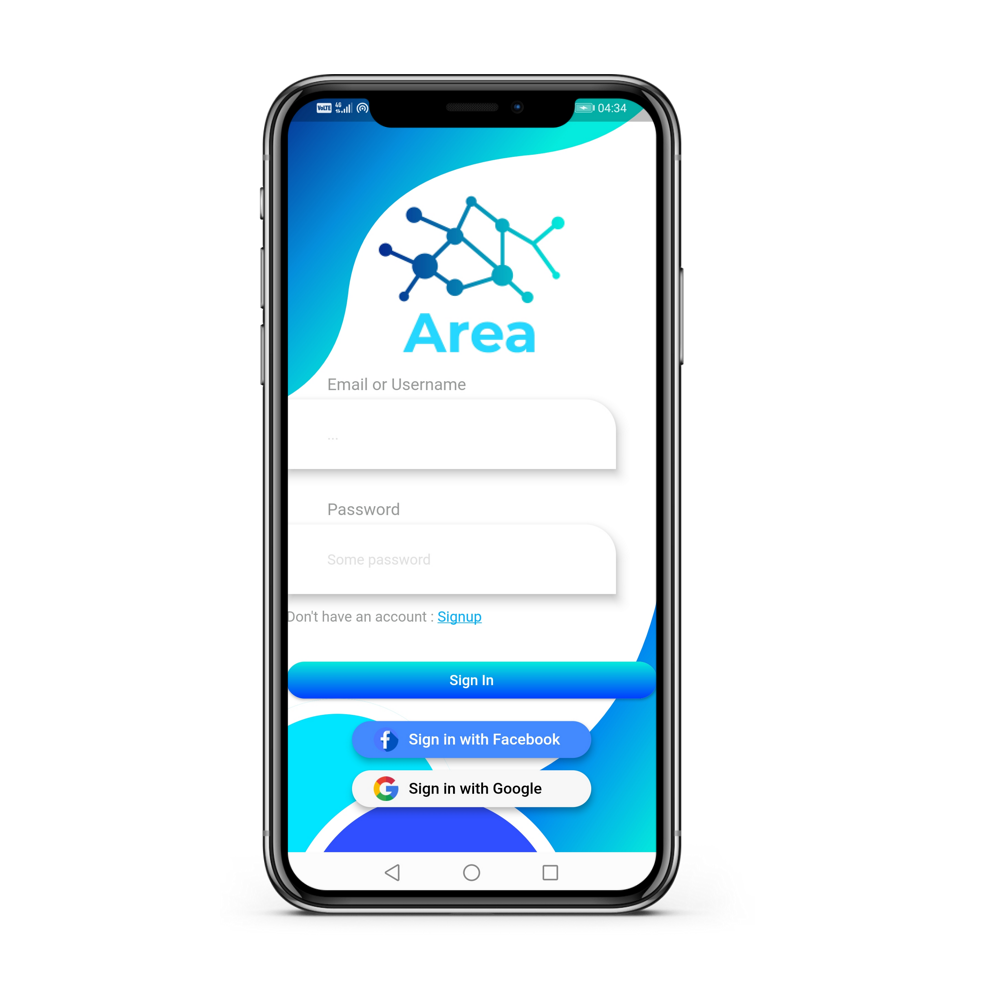 VoLTE 4G 04:34
Area
Email or Username
...
Password
Some password
Don't have an account : Signup
Sign In
Sign in with Facebook
Sign in with Google